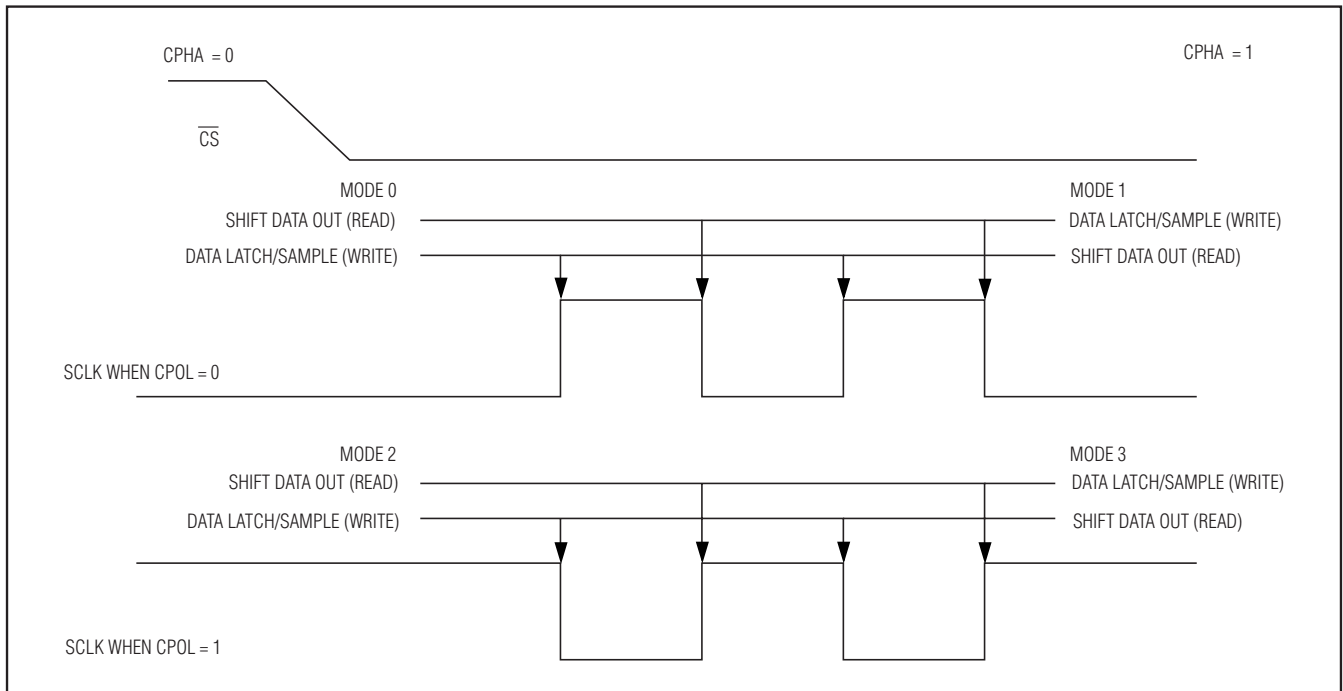 CPHA = 0
CPHA = 1
CS
MODE 0
MODE 1
SHIFT DATA OUT (READ)
DATA LATCH/SAMPLE (WRITE)
DATA LATCH/SAMPLE (WRITE)
SHIFT DATA OUT (READ)
SCLK WHEN CPOL = 0
MODE 2
MODE 3
SHIFT DATA OUT (READ)
DATA LATCH/SAMPLE (WRITE)
DATA LATCH/SAMPLE (WRITE)
SHIFT DATA OUT (READ)
SCLK WHEN CPOL = 1